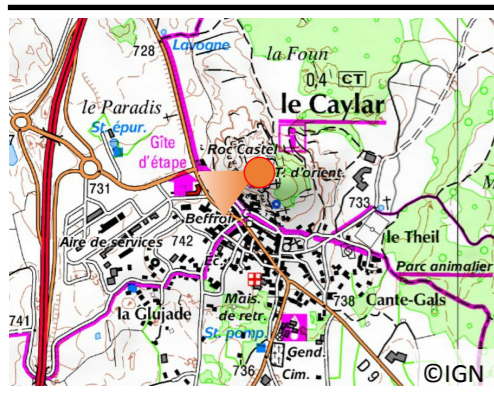 728
Lavogne
la Foun
0,4 CT
le Caylar
le Paradis
St. épur.
Gîte
d'étape
Roc Castel
T. d'orient.
731
Beffroi
733
le Theil
Aire de services
742
Parc animalier
la Glujade
Mais.
de retr.
738
Cante-Gals
741
St. pomp.
Gend.
736
Cim.
D 9
©IGN